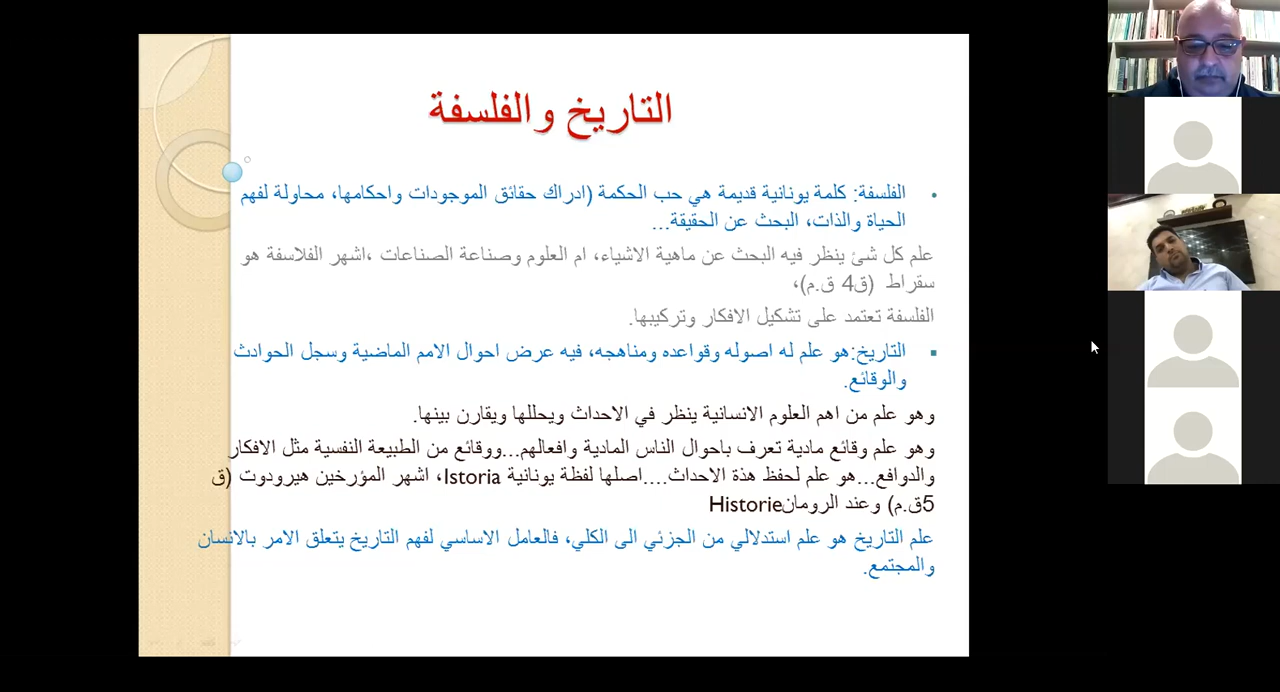 التاريخ والفلسفة
الفلسفة: كلمة يونانية قديمة هي حب الحكمة (ادراك حقائق الموجودات واحكامها، محاولة لفهم
الحياة والذات، البحث عن الحقيقة...
علم كل شئ ينظر فيه البحث عن ماهية الاشياء، ام العلوم وصناعة الصناعات ،اشهر الفلاسفة هو
سقراط (ق4 ق.م)،
الفلسفة تعتمد على تشكيل الافكار وتركيبها.
التاريخ:هو علم له اصوله وقواعده ومناهجه، فيه عرض احوال الامم الماضية وسجل الحوادث
والوقائع.
وهو علم من اهم العلوم الانسانية ينظر في الاحداث ويحللها ويقارن بينها.
وهو علم وقائع مادية تعرف باحوال الناس المادية وافعالهم...ووقائع من الطبيعة النفسية مثل الافكار
والدوافع...هو علم لحفظ هذة الاحداث....اصلها لفظة يونانية Istoria، اشهر المؤرخين هيرودوت (ق
5ق.م) وعند الرومانHistorie
علم التاريخ هو علم استدلالي من الجزئي الى الكلي، فالعامل الاساسي لفهم التاريخ يتعلق الامر بالانسان
والمجتمع.